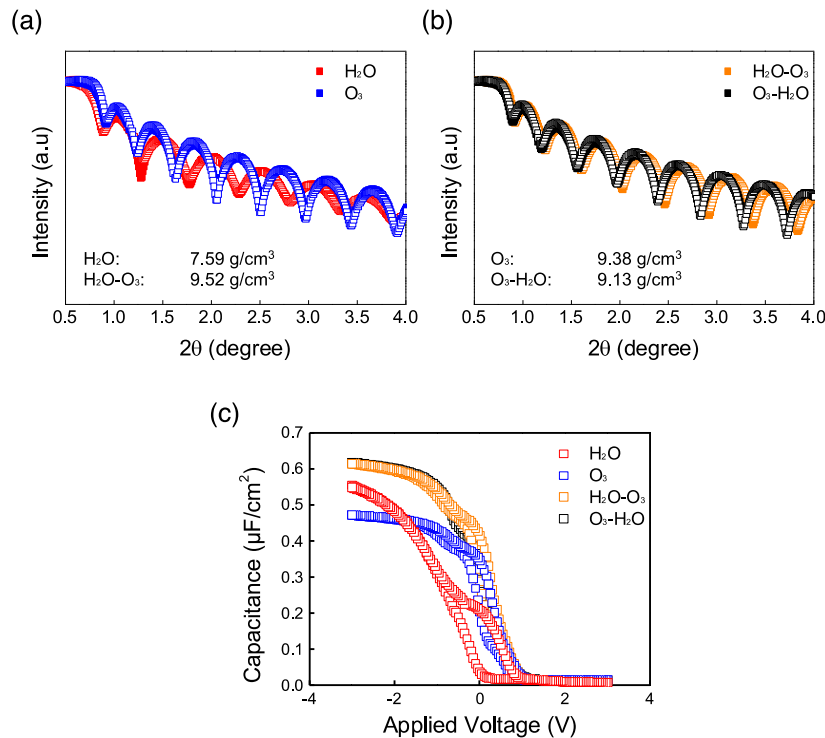 (a)
H₂O
O₃
Intensity (a.u)
H₂O: 7.59 g/cm³
H₂O-O₃: 9.52 g/cm³
0.5 1.0 1.5 2.0 2.5 3.0 3.5 4.0
2θ (degree)
(b)
H₂O-O₃
O₃-H₂O
Intensity (a.u)
O₃: 9.38 g/cm³
O₃-H₂O: 9.13 g/cm³
0.5 1.0 1.5 2.0 2.5 3.0 3.5 4.0
2θ (degree)
(c)
0.7
0.6
0.5
0.4
0.3
0.2
0.1
0.0
Capacitance (µF/cm²)
H₂O
O₃
H₂O-O₃
O₃-H₂O
-4 -2 0 2 4
Applied Voltage (V)